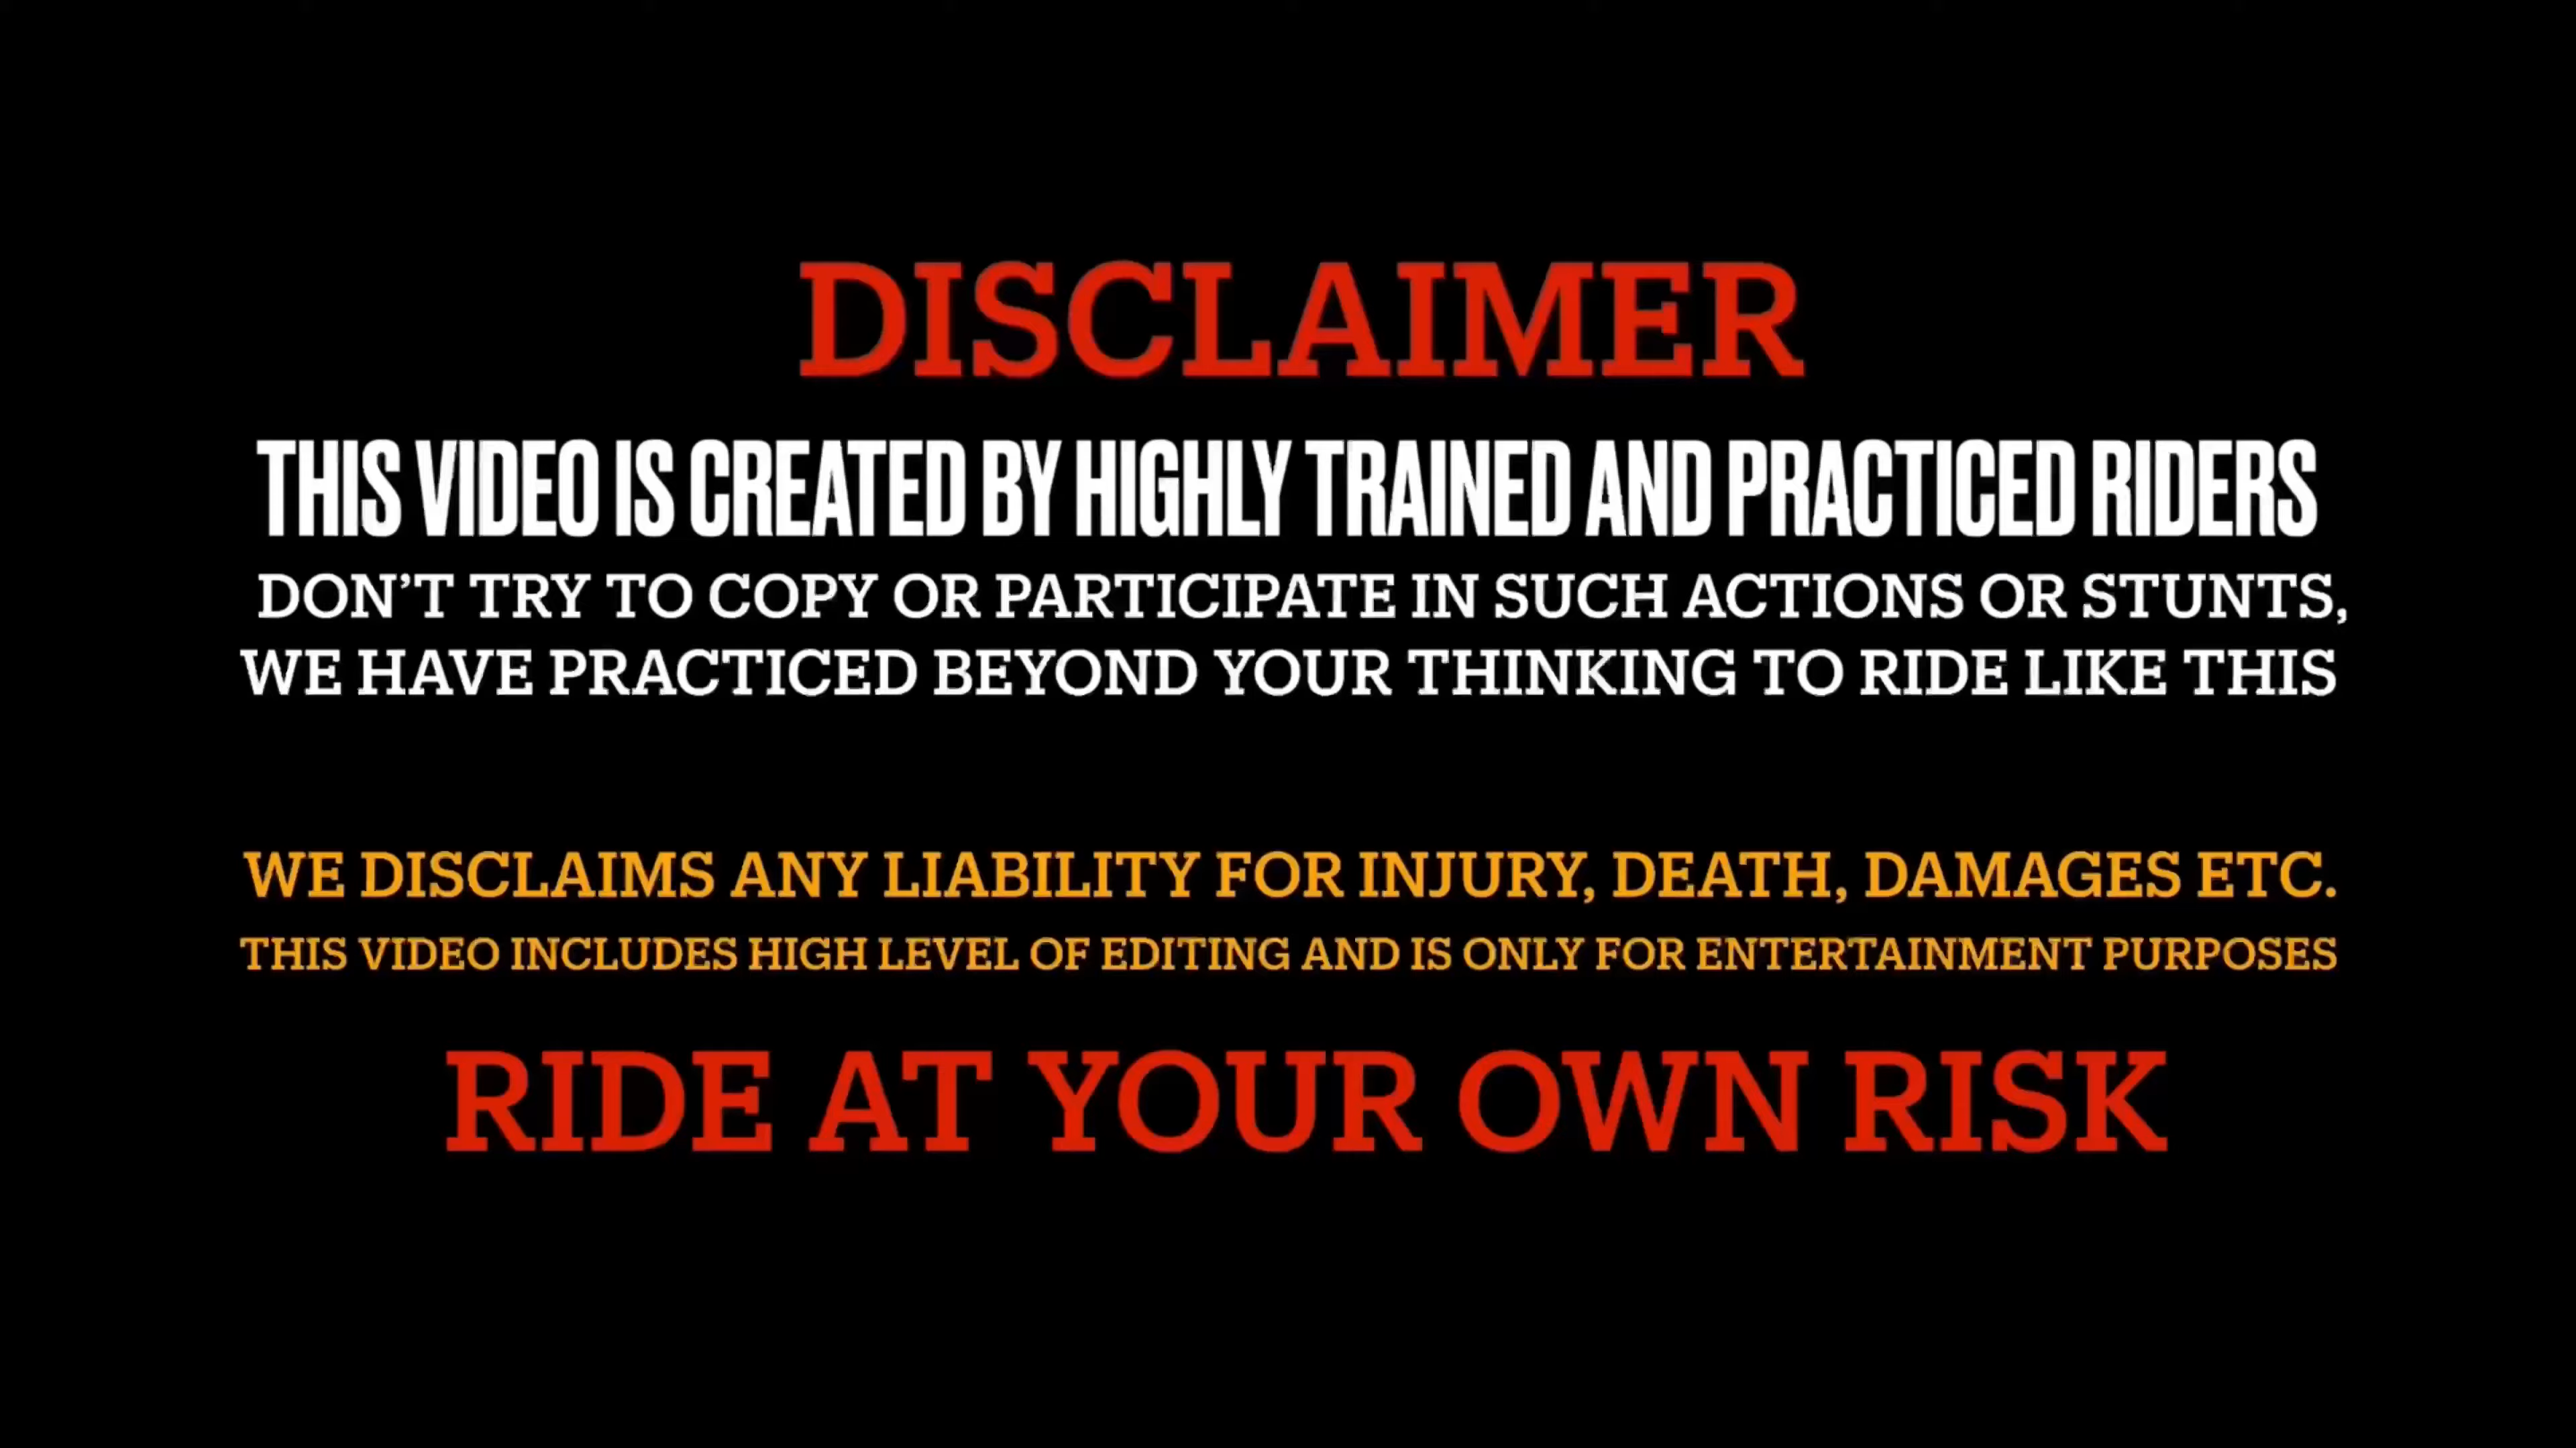 DISCLAIMER
THIS VIDEO IS CREATED BY HIGHLY TRAINED AND PRACTICED RIDERS
DON'T TRY TO COPY OR PARTICIPATE IN SUCH ACTIONS OR STUNTS,
WE HAVE PRACTICED BEYOND YOUR THINKING TO RIDE LIKE THIS
WE DISCLAIMS ANY LIABILITY FOR INJURY, DEATH, DAMAGES ETC.
THIS VIDEO INCLUDES HIGH LEVEL OF EDITING AND IS ONLY FOR ENTERTAINMENT PURPOSES
RIDE AT YOUR OWN RISK